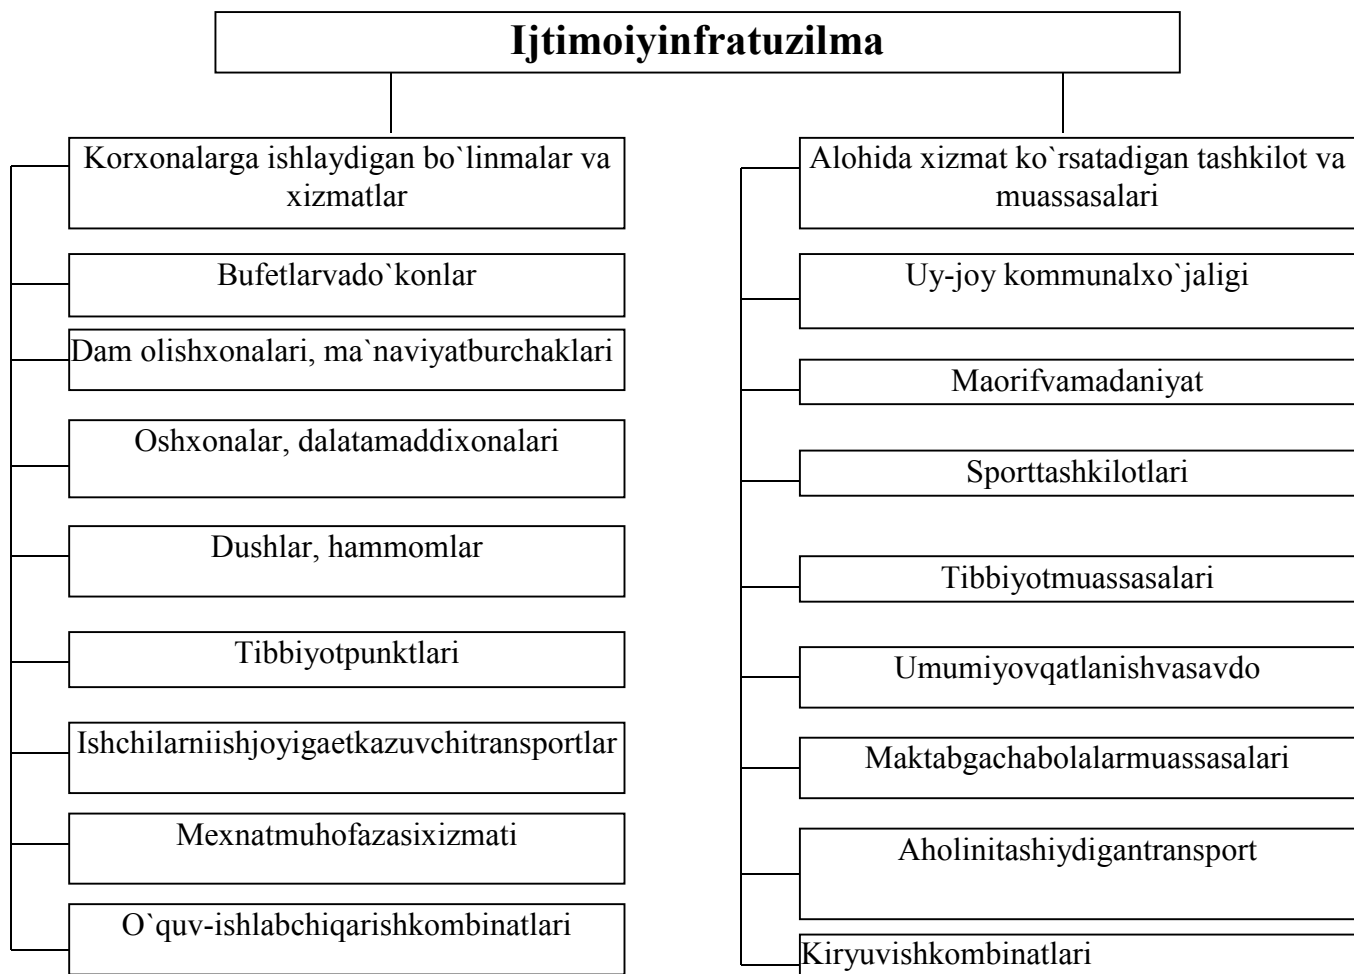 Ijtimoiyinfratuzilma
Korxonalarga ishlaydigan bo`linmalar va
xizmatlar
Bufetlarvado`konlar
Dam olishxonalari, ma`naviyatburchaklari
Oshxonalar, dalatamaddixonalari
Dushlar, hammomlar
Tibbiyotpunktlari
Ishchilarniishjoyigaetkazuvchitransportlar
Mexnatmuhofazasixizmati
O`quv-ishlabchiqarishkombinatlari
Alohida xizmat ko`rsatadigan tashkilot va
muassasalari
Uy-joy kommunalxo`jaligi
Maorifvamadaniyat
Sporttashkilotlari
Tibbiyotmuassasalari
Umumiyovqatlanishvasavdo
Maktabgachabolalarmuassasalari
Aholinitashiydigantransport
Kiryuvishkombinatlari